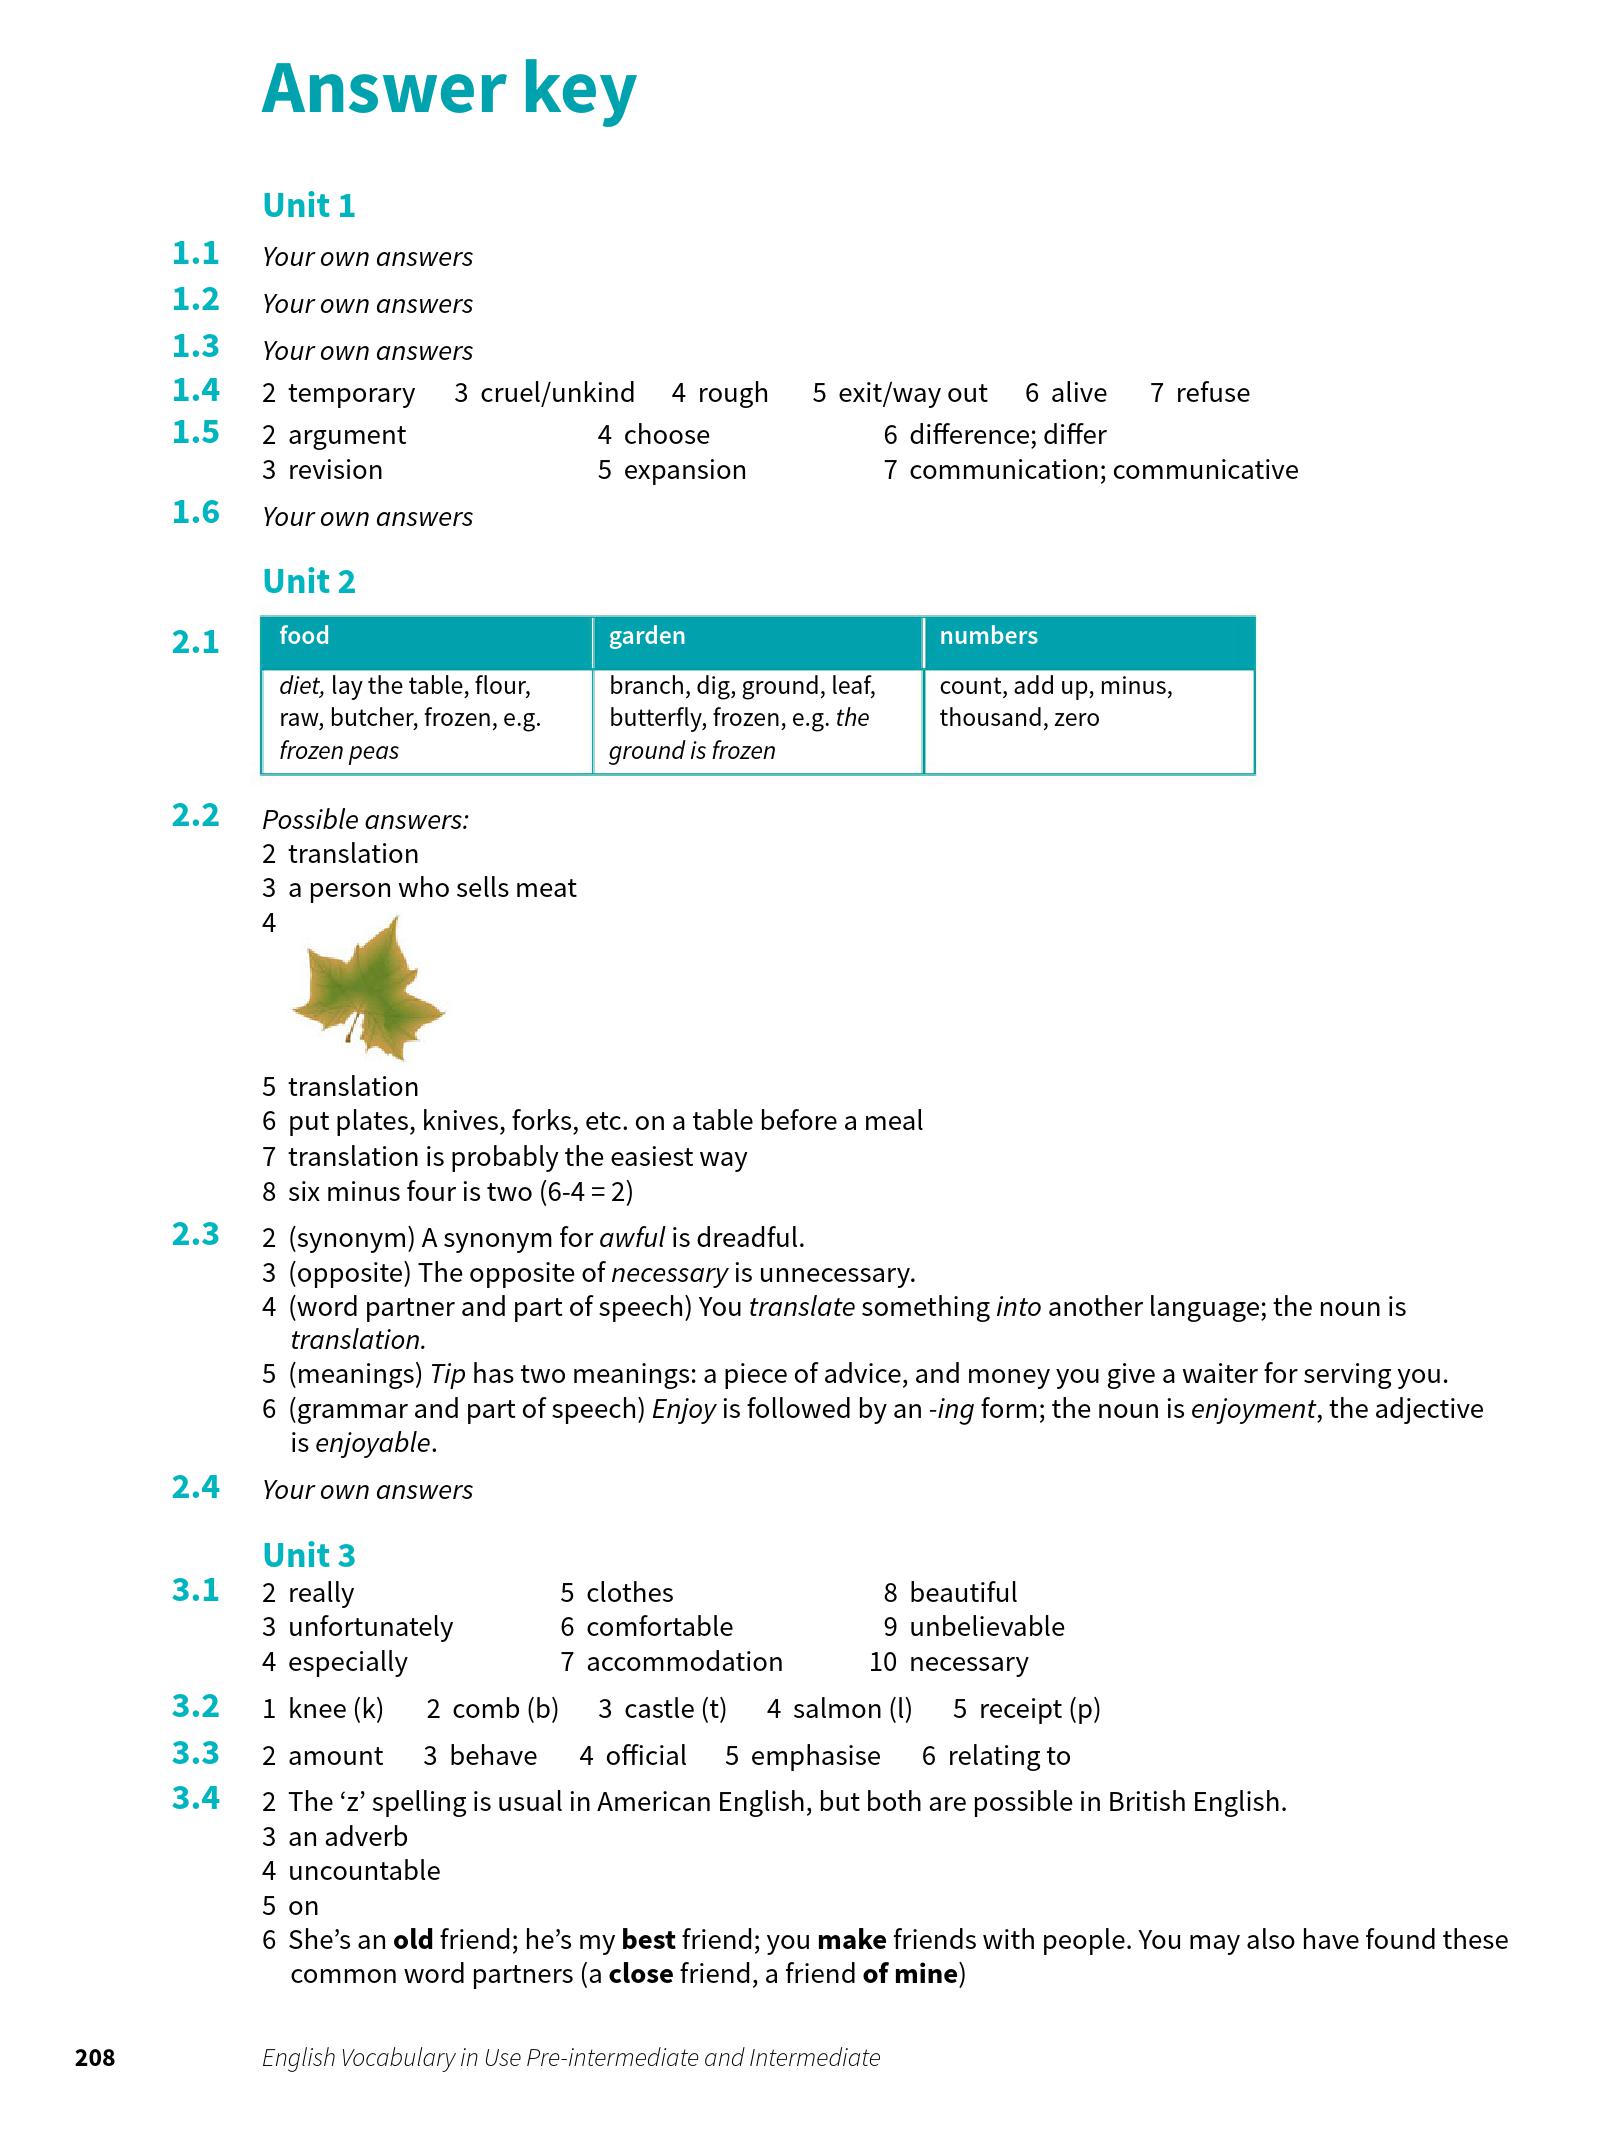 Answer key
Unit 1
1.1 Your own answers
1.2 Your own answers
1.3 Your own answers
1.4 2 temporary 3 cruel/unkind 4 rough 5 exit/way out 6 alive 7 refuse
1.5 2 argument 4 choose 6 difference; differ
3 revision 5 expansion 7 communication; communicative
1.6 Your own answers
Unit 2
2.1 food garden numbers
diet, lay the table, flour, branch, dig, ground, leaf, count, add up, minus,
raw, butcher, frozen, e.g. butterfly, frozen, e.g. the thousand, zero
frozen peas ground is frozen
2.2 Possible answers:
2 translation
3 a person who sells meat
4
5 translation
6 put plates, knives, forks, etc. on a table before a meal
7 translation is probably the easiest way
8 six minus four is two (6-4 = 2)
2.3 2 (synonym) A synonym for awful is dreadful.
3 (opposite) The opposite of necessary is unnecessary.
4 (word partner and part of speech) You translate something into another language; the noun is
translation.
5 (meanings) Tip has two meanings: a piece of advice, and money you give a waiter for serving you.
6 (grammar and part of speech) Enjoy is followed by an -ing form; the noun is enjoyment, the adjective
is enjoyable.
2.4 Your own answers
Unit 3
3.1 2 really 5 clothes 8 beautiful
3 unfortunately 6 comfortable 9 unbelievable
4 especially 7 accommodation 10 necessary
3.2 1 knee (k) 2 comb (b) 3 castle (t) 4 salmon (l) 5 receipt (p)
3.3 2 amount 3 behave 4 official 5 emphasise 6 relating to
3.4 2 The ‘z’ spelling is usual in American English, but both are possible in British English.
3 an adverb
4 uncountable
5 on
6 She’s an old friend; he’s my best friend; you make friends with people. You may also have found these
common word partners (a close friend, a friend of mine)
208 English Vocabulary in Use Pre-intermediate and Intermediate